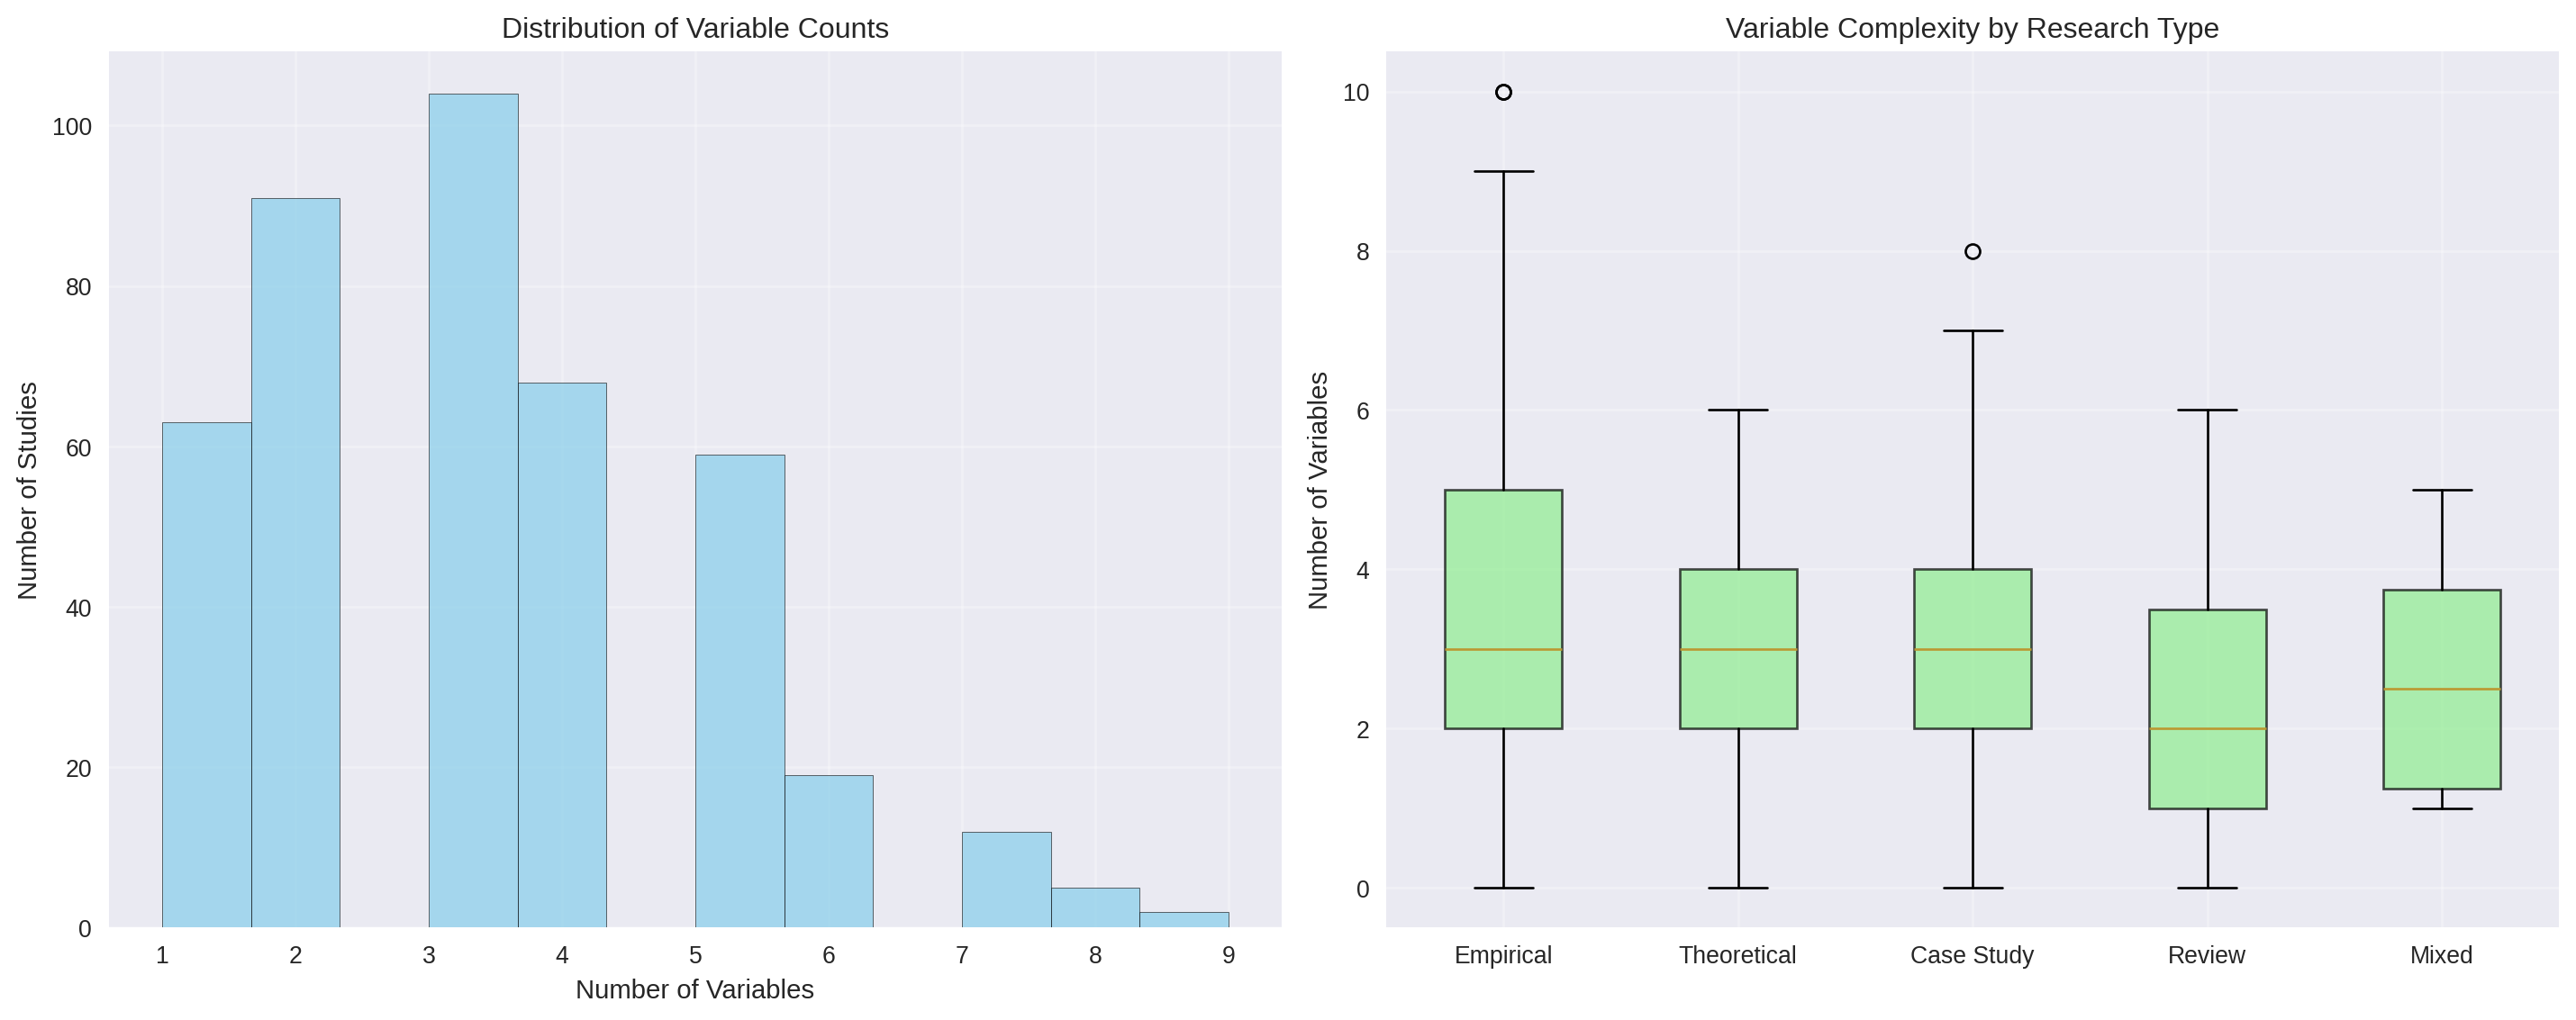 Distribution of Variable Counts
Number of Studies
100
80
60
40
20
0
1 2 3 4 5 6 7 8 9
Number of Variables
Variable Complexity by Research Type
Number of Variables
10
8
6
4
2
0
Empirical Theoretical Case Study Review Mixed